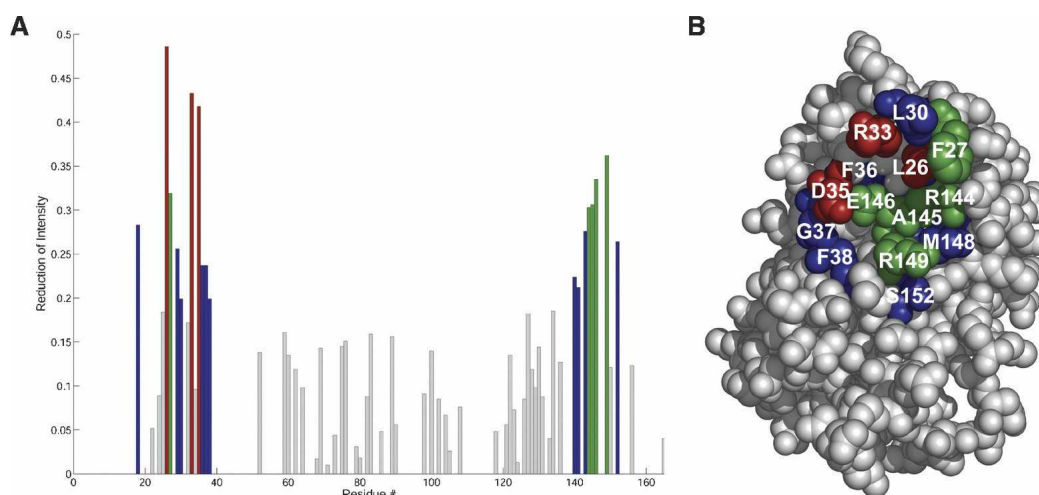 A
B
0.5
0.45
0.4
0.35
0.3
0.25
0.2
0.15
0.1
0.05
0
Reduction of Intensity
0 20 40 60 80 100 120 140 160
Residue #
L30
R33
F27
L26
F36
D35
E146
R144
A145
G37
M148
F38
R149
S152